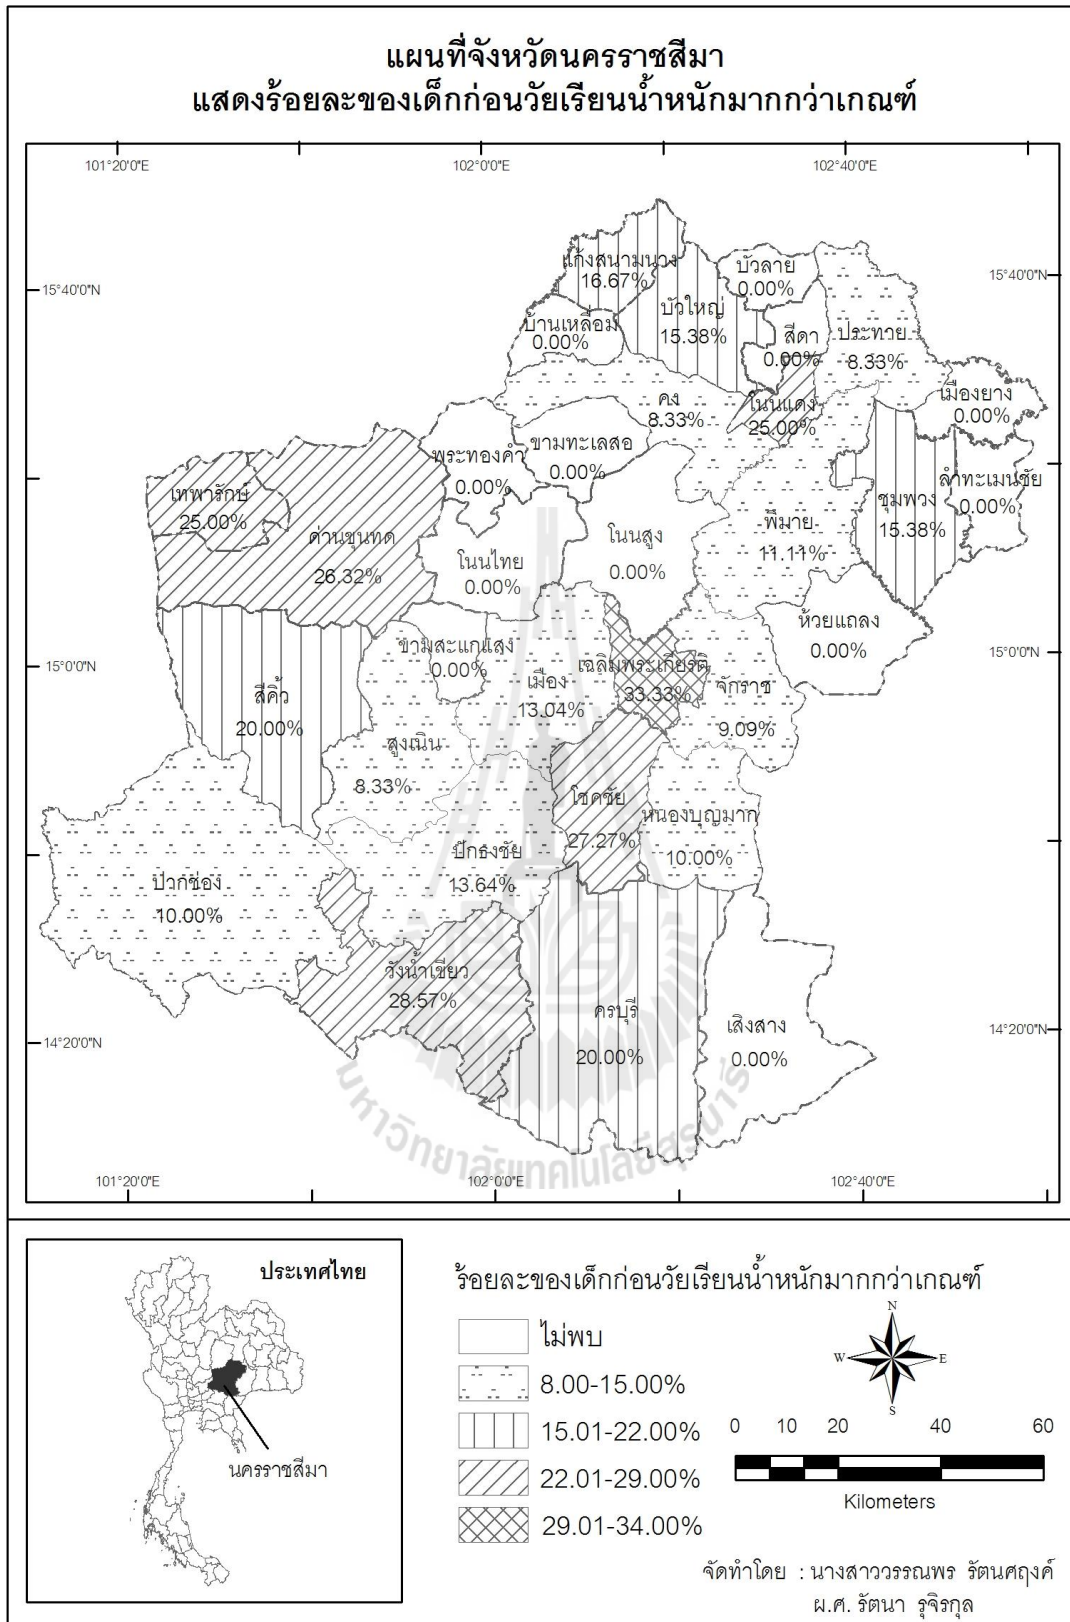 แผนที่จังหวัดนครราชสีมา
แสดงร้อยละของเด็กก่อนวัยเรียนน้ำหนักมากกว่าเกณฑ์
101°20'0"E
102°0'0"E
102°40'0"E
15°40'0"N
15°40'0"N
แก้งสนามนวง
16.67%
บัวใหญ่
15.38%
บัวลาย
0.00%
บ้านเหลื่อม
0.00%
สีดา
0.00%
ประทาย
8.33%
คง
8.33%
โนนแดง
25.00%
เมืองยาง
0.00%
พระทองคำ
0.00%
ขามทะเลสอ
0.00%
เทพารักษ์
25.00%
ด่านขุนทด
26.32%
โนนไทย
0.00%
โนนสูง
0.00%
พิมาย
11.11%
ชุมพวง
15.38%
ลำทะเมนชัย
0.00%
ห้วยแถลง
0.00%
15°0'0"N
15°0'0"N
ขามสะแกแสง
0.00%
เมือง
13.04%
เฉลิมพระเกียรติ
33.33%
จักราช
9.09%
สีคิ้ว
20.00%
สูงเนิน
8.33%
โชคชัย
27.27%
หนองบุญมาก
10.00%
ปากช่อง
10.00%
ปักธงชัย
13.64%
วังน้ำเขียว
28.57%
ครบุรี
20.00%
เสิงสาง
0.00%
14°20'0"N
14°20'0"N
มหาวิทยาลัยเทคโนโลยีสุรนารี
101°20'0"E
102°0'0"E
102°40'0"E
ประเทศไทย
นครราชสีมา
ร้อยละของเด็กก่อนวัยเรียนน้ำหนักมากกว่าเกณฑ์
ไม่พบ
8.00-15.00%
15.01-22.00%
22.01-29.00%
29.01-34.00%
N
W E
S
0 10 20 40 60
Kilometers
จัดทำโดย : นางสาววรรณพร รัตนศฤงค์
ผ.ศ. รัตนา รุจิรกุล